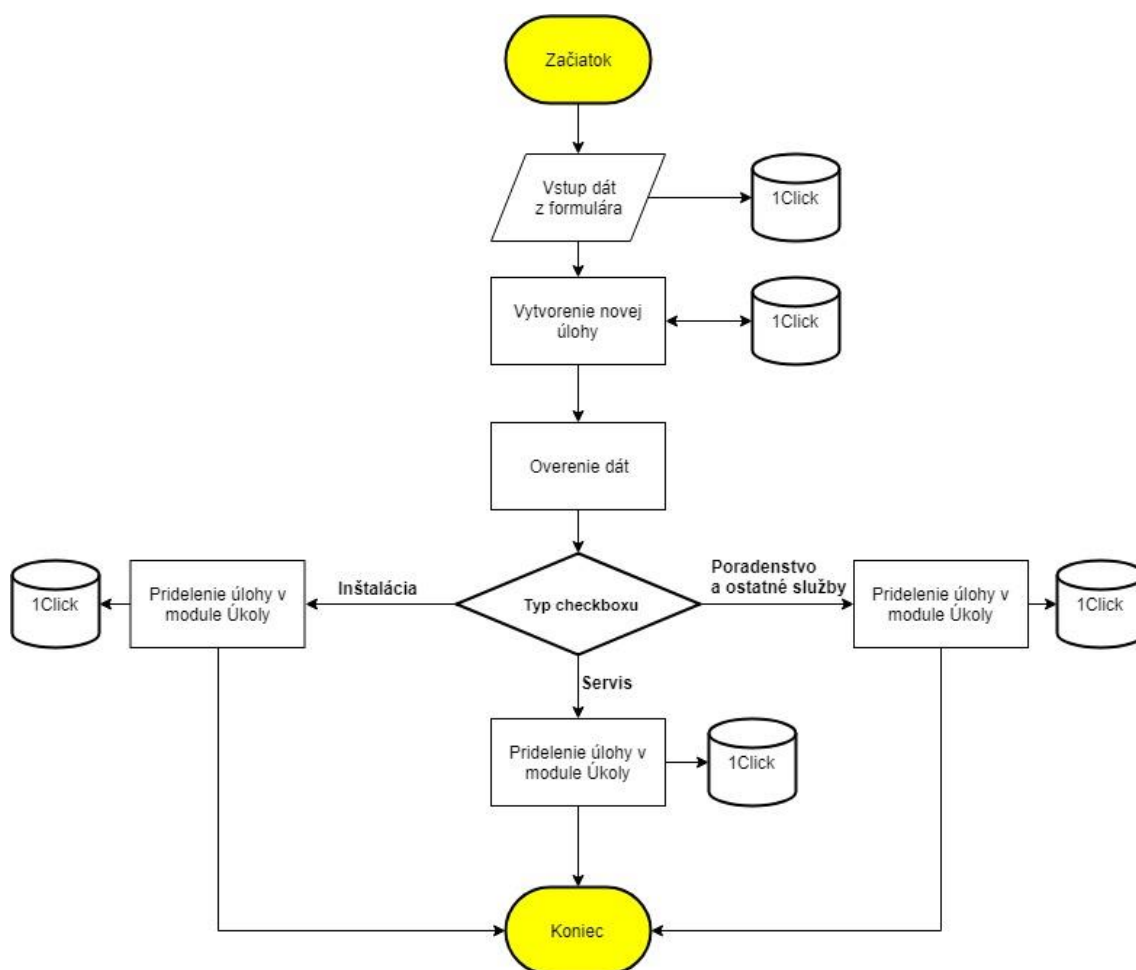 Začiatok
Vstup dát
z formulára
1Click
Vytvorenie novej
úlohy
1Click
Overenie dát
1Click
Pridelenie úlohy v
module Úkoly
Inštalácia
Typ checkboxu
Poradenstvo
a ostatné služby
Pridelenie úlohy v
module Úkoly
1Click
Servis
Pridelenie úlohy v
module Úkoly
1Click
Koniec